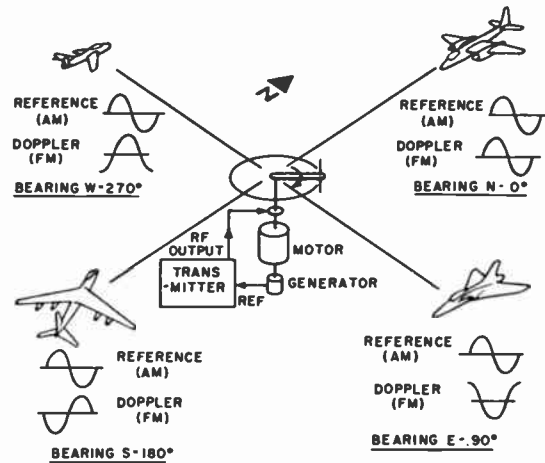 N
REFERENCE
(AM)
DOPPLER
(FM)
BEARING W-270°
REFERENCE
(AM)
DOPPLER
(FM)
BEARING N-0°
RF
OUTPUT
MOTOR
TRANS
-MITTER
GENERATOR
REF
REFERENCE
(AM)
DOPPLER
(FM)
BEARING S-180°
REFERENCE
(AM)
DOPPLER
(FM)
BEARING E-.90°